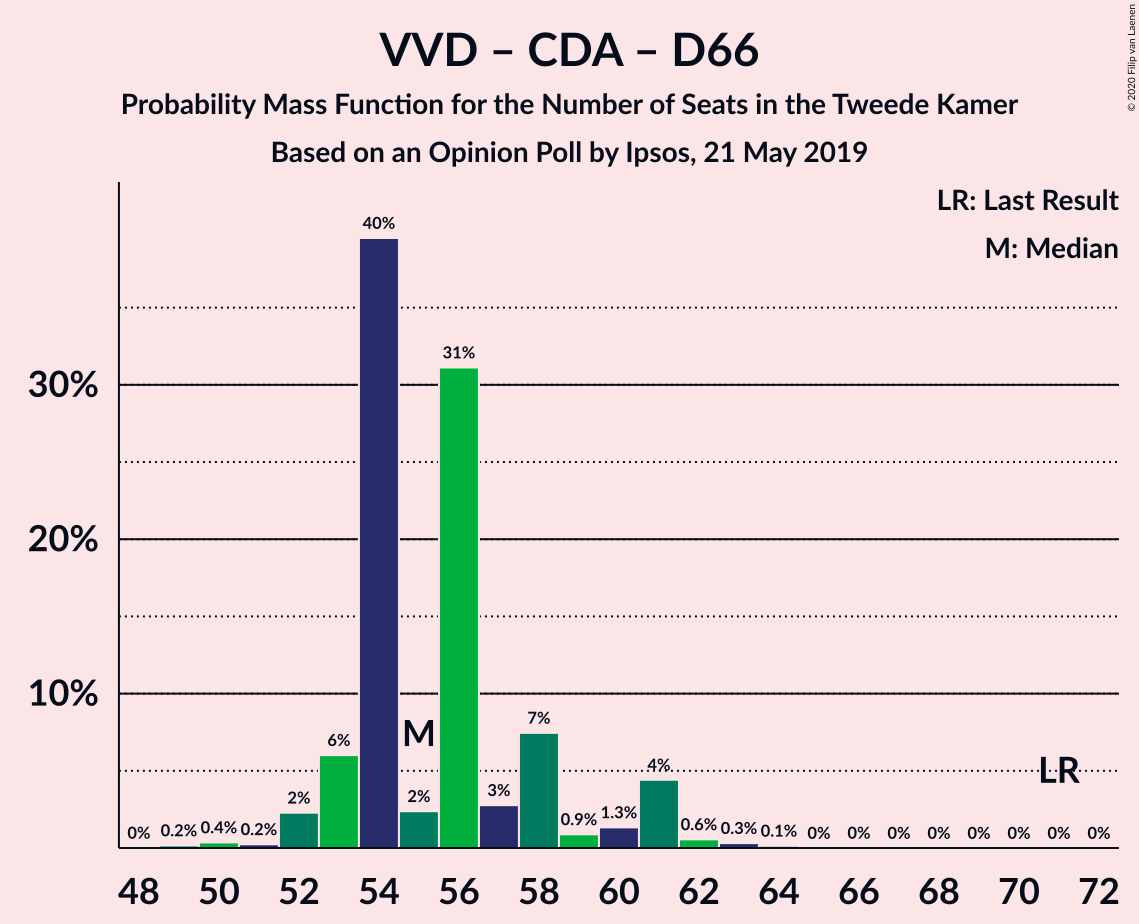 VVD – CDA – D66
Probability Mass Function for the Number of Seats in the Tweede Kamer
Based on an Opinion Poll by Ipsos, 21 May 2019
© 2020 Filip van Laenen
LR: Last Result
M: Median
30%
20%
10%
0% 0.2% 0.4% 0.2% 2% 6% 40% 2% 31% 3% 7% 0.9% 1.3% 4% 0.6% 0.3% 0.1% 0% 0% 0% 0% 0% 0% 0% 0%
M
LR
48 50 52 54 56 58 60 62 64 66 68 70 72